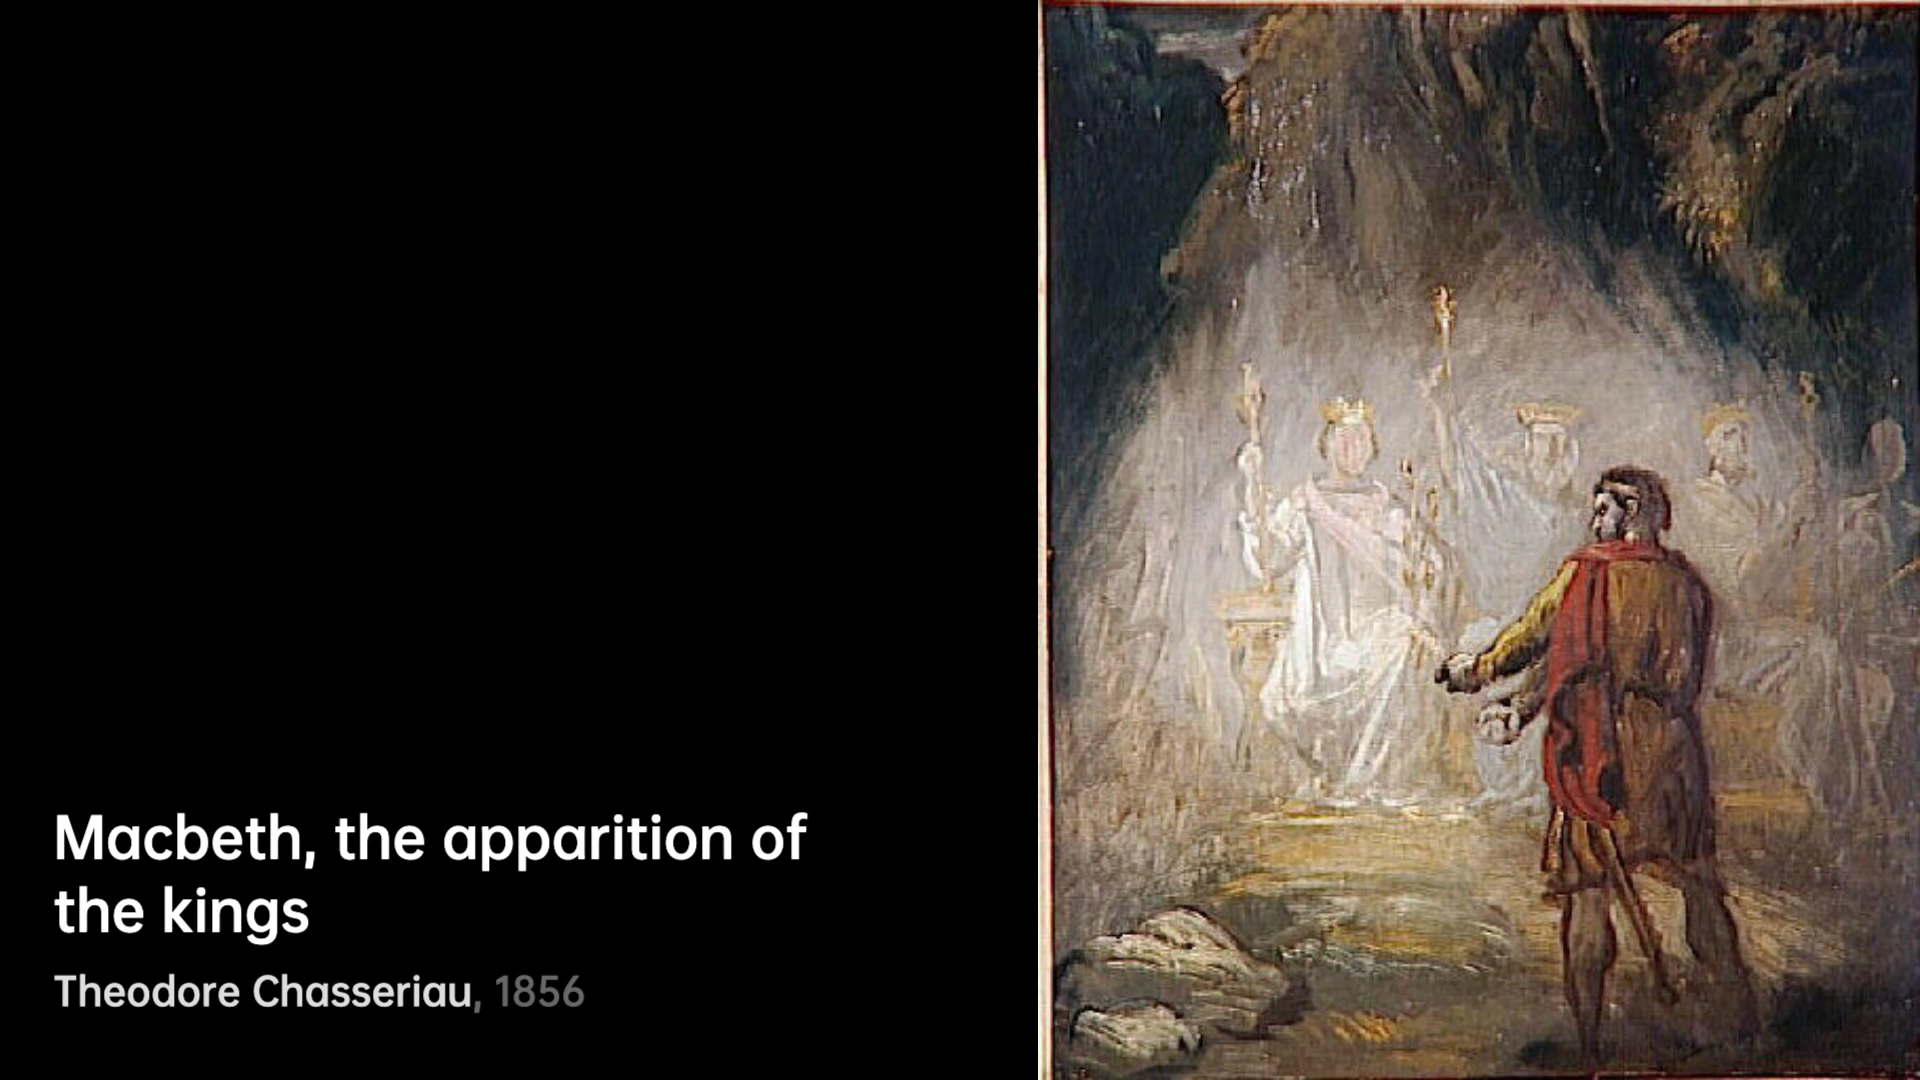 Macbeth, the apparition of
the kings
Theodore Chasseriau, 1856